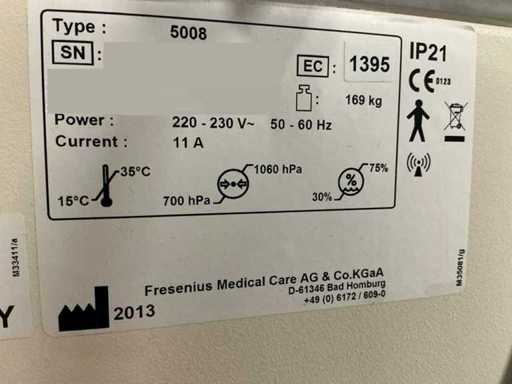 Type : 5008
SN :
EC : 1395
: 169 kg
Power : 220 - 230 V~ 50 - 60 Hz
Current : 11 A
IP21
CE 0123
15°C 35°C
700 hPa 1060 hPa
30% % 75%
Fresenius Medical Care AG & Co.KGaA
D-61346 Bad Homburg
+49 (0) 6172 / 609-0
2013
M35081/g
M33411/a
Y